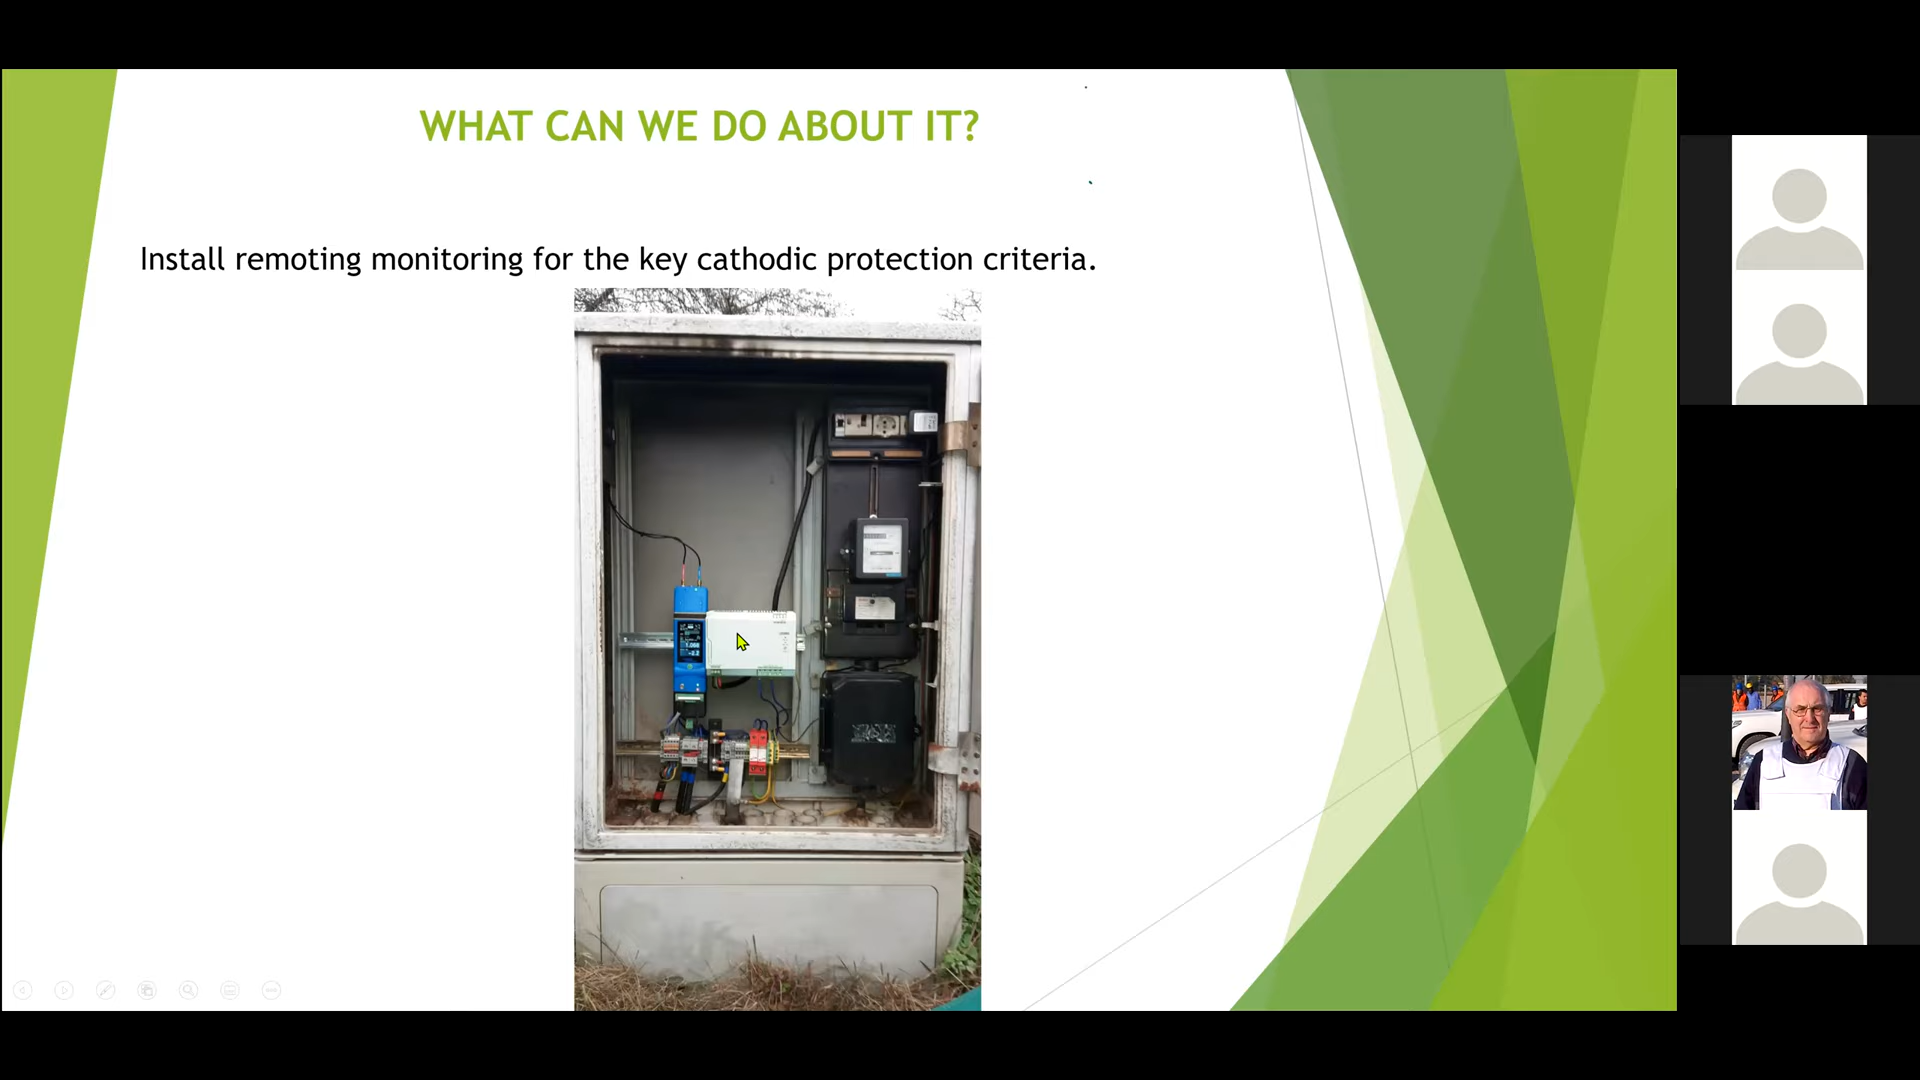 WHAT CAN WE DO ABOUT IT?
Install remoting monitoring for the key cathodic protection criteria.